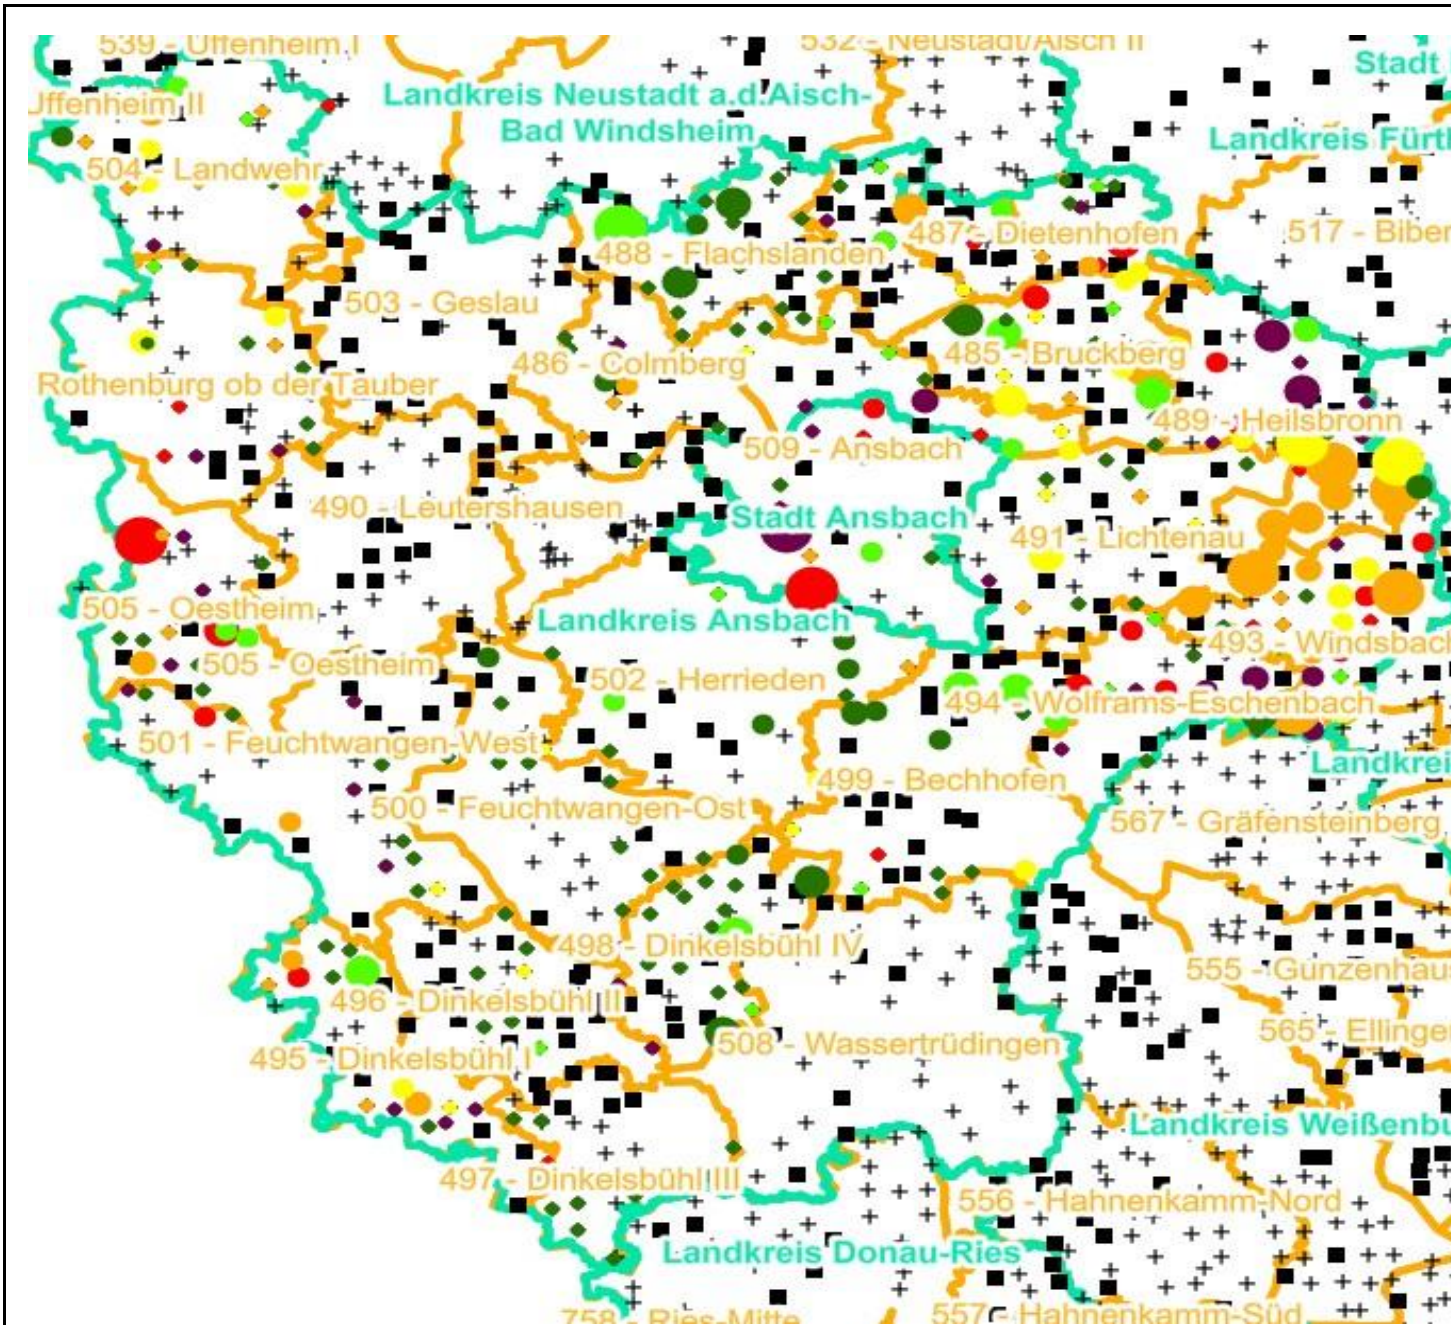 539 - Uffenheim I
532 - Neustadt/Aisch II
Stadt
Landkreis Neustadt a.d.Aisch-
Bad Windsheim
Uffenheim II
Landkreis Fürth
504 - Landwehr
487 - Dietenhofen
517 - Biber
488 - Flachslanden
503 - Geslau
485 - Bruckberg
486 - Colmberg
Rothenburg ob der Tauber
489 - Heilsbronn
509 - Ansbach
490 - Leutershausen
Stadt Ansbach
491 - Lichtenau
505 - Oestheim
Landkreis Ansbach
493 - Windsbach
505 - Oestheim
502 - Herrieden
494 - Wolframs-Eschenbach
501 - Feuchtwangen-West
Landkrei
499 - Bechhofen
500 - Feuchtwangen-Ost
567 - Gräfensteinberg
498 - Dinkelsbühl IV
555 - Gunzenhau
496 - Dinkelsbühl II
565 - Ellinge
508 - Wassertrüdingen
495 - Dinkelsbühl I
Landkreis Weißenbu
497 - Dinkelsbühl III
556 - Hahnenkamm-Nord
Landkreis Donau-Ries
758 - Ries-Mitte
557 - Hahnenkamm-Süd